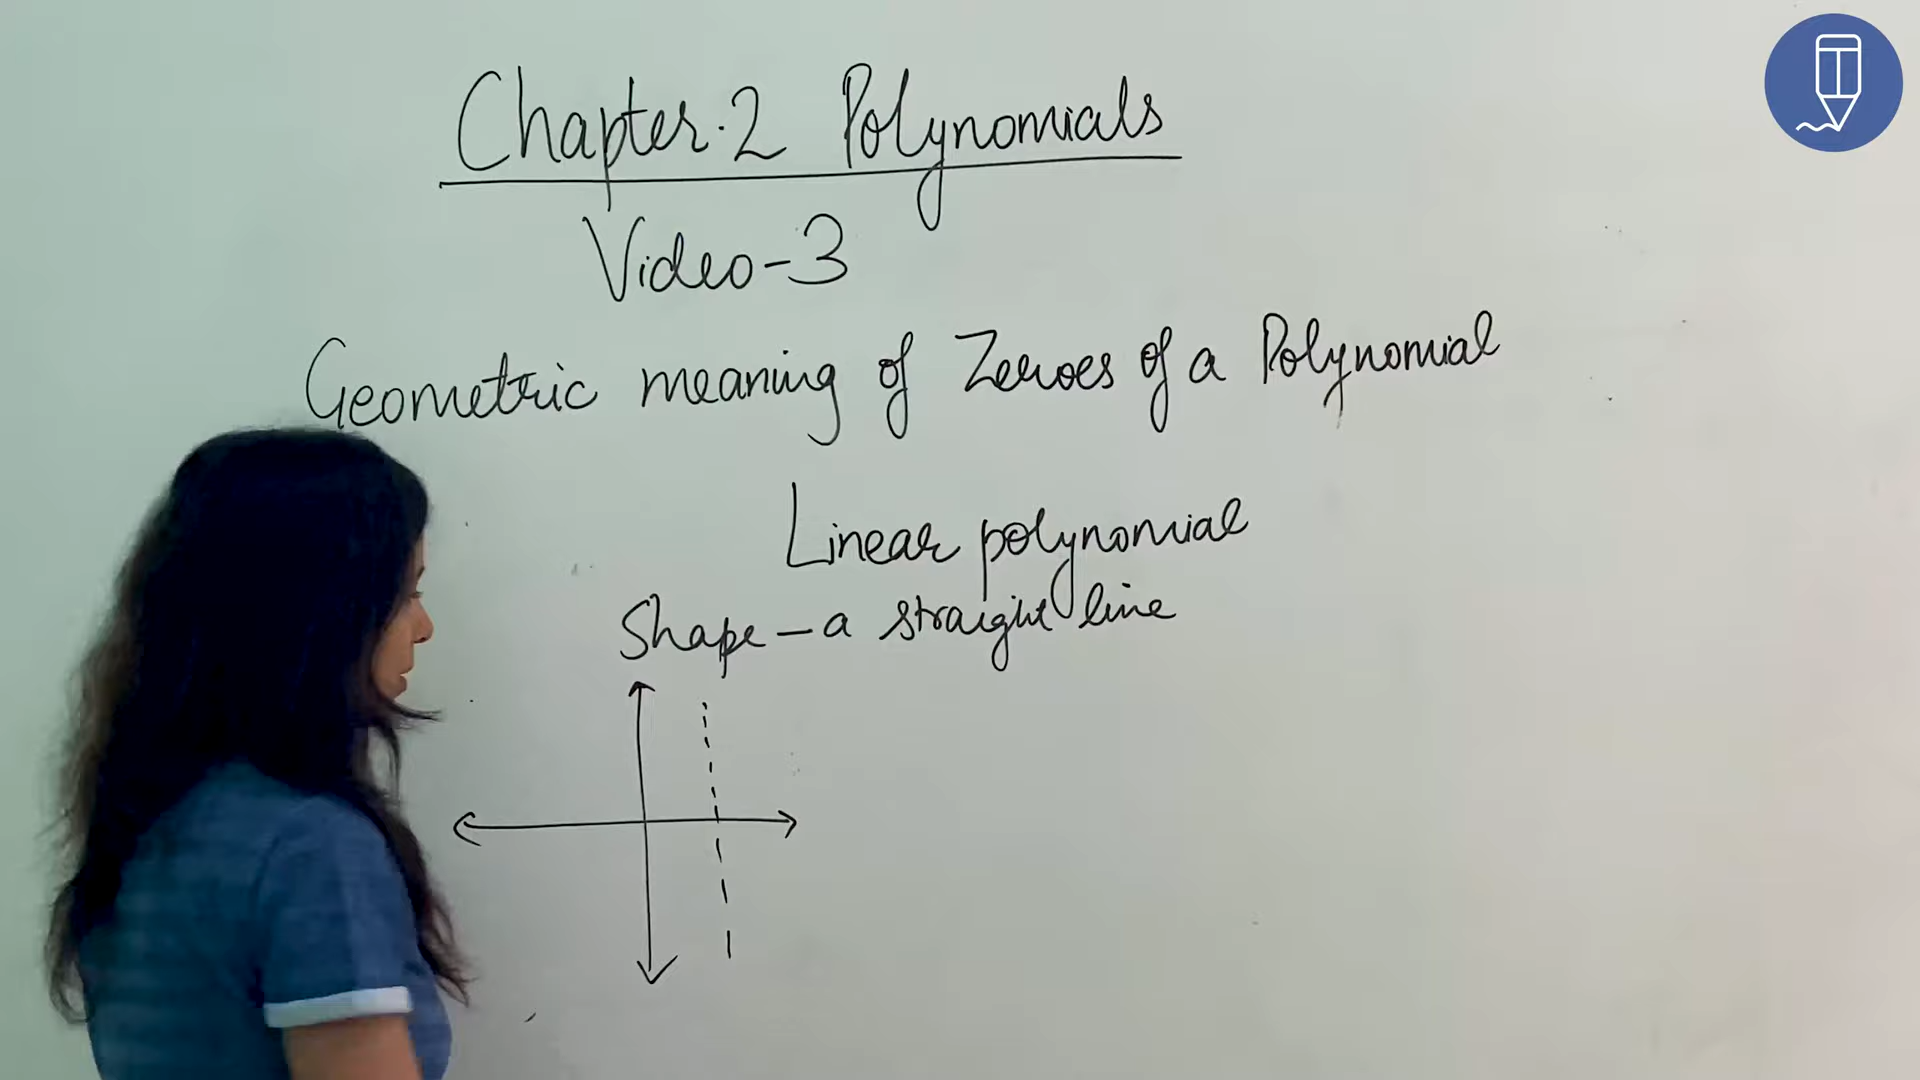 Chapter.2 Polynomials
Video-3
Geometric meaning of Zeroes of a Polynomial
Linear polynomial
Shape - a straight line